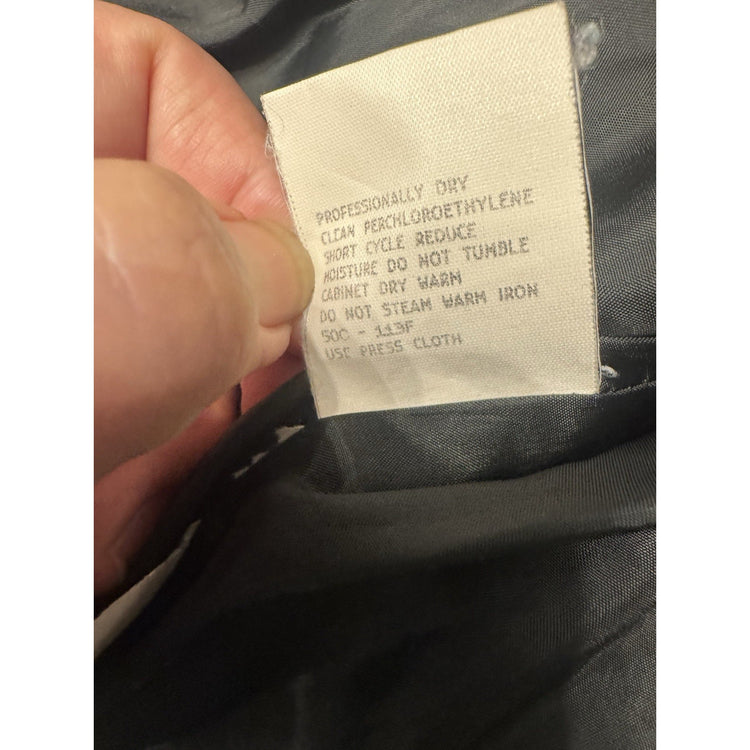 PROFESSIONALLY DRY
CLEAN PERCHLOROETHYLENE
SHORT CYCLE REDUCE
MOISTURE DO NOT TUMBLE
CABINET DRY WARM
DO NOT STEAM WARM IRON
50C - 113F
USE PRESS CLOTH